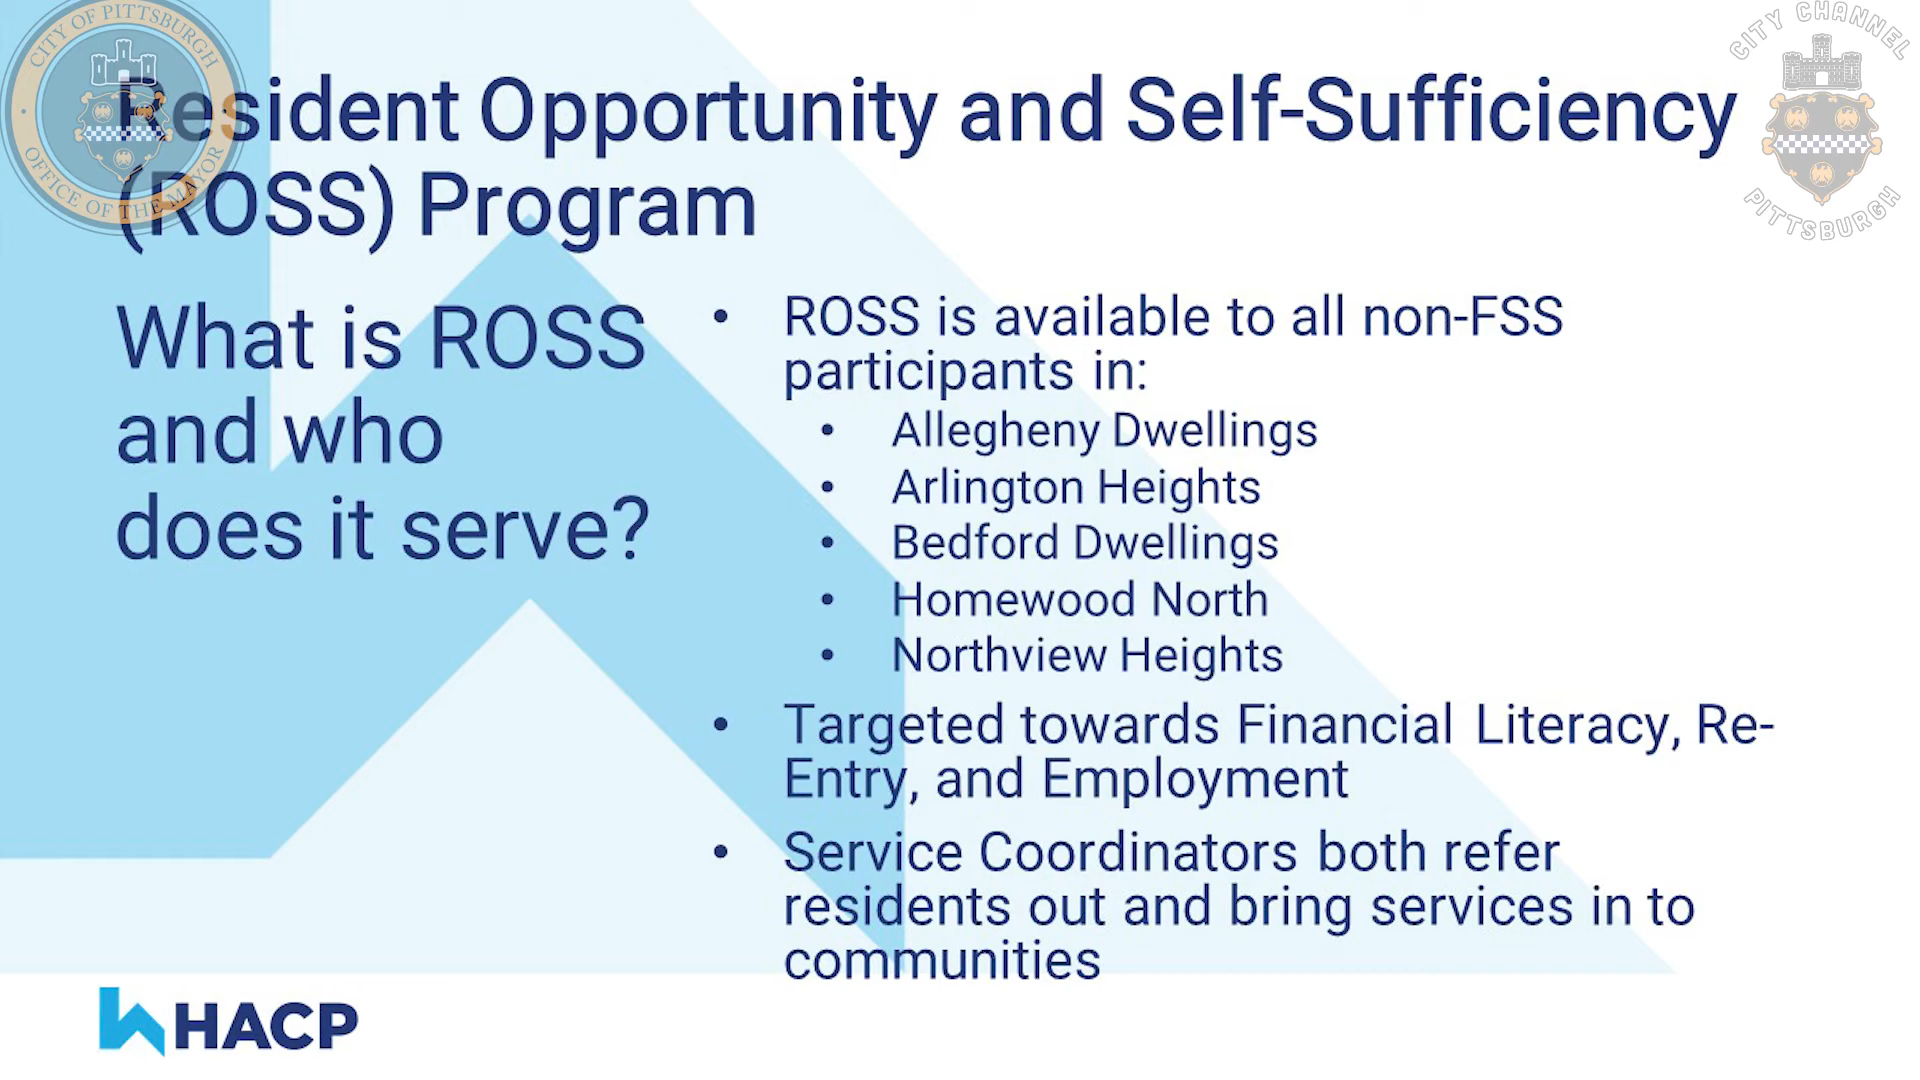 CITY OF PITTSBURGH
OFFICE OF THE MAYOR
CITY CHANNEL
PITTSBURGH
Resident Opportunity and Self-Sufficiency
(ROSS) Program
What is ROSS
and who
does it serve?
• ROSS is available to all non-FSS
participants in:
• Allegheny Dwellings
• Arlington Heights
• Bedford Dwellings
• Homewood North
• Northview Heights
• Targeted towards Financial Literacy, Re-
Entry, and Employment
• Service Coordinators both refer
residents out and bring services in to
communities
HACP